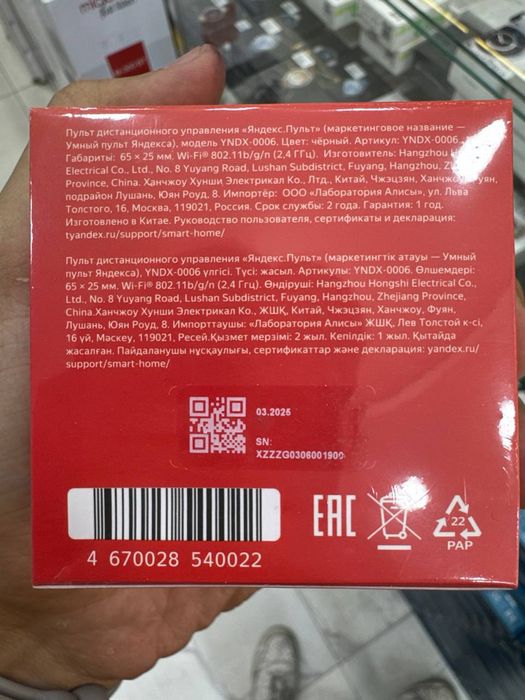 Пульт дистанционного управления «Яндекс.Пульт» (маркетинговое название —
Умный пульт Яндекса), модель YNDX-0006. Цвет: чёрный. Артикул: YNDX-0006.
Габариты: 65 × 25 мм. Wi-Fi® 802.11b/g/n (2,4 ГГц). Изготовитель: Hangzhou Hongshi
Electrical Co., Ltd., No. 8 Yuyang Road, Lushan Subdistrict, Fuyang, Hangzhou, Zhejiang
Province, China. Ханчжоу Хунши Электрикал Ко., Лтд., Китай, Чжэцзян, Ханчжоу, Фуян,
подрайон Лушань, Юян Роуд, 8. Импортёр: ООО «Лаборатория Алисы», ул. Льва
Толстого, 16, Москва, 119021, Россия. Срок службы: 2 года. Гарантия: 1 год.
Изготовлено в Китае. Руководство пользователя, сертификаты и декларация:
yandex.ru/support/smart-home/
Яндекс пульты қашықтан басқару пульті «Яндекс.Пульт» (маркетингтік атауы — Умный
пульт Яндекса), YNDX-0006 үлгісі. Түсі: жасыл. Артикулы: YNDX-0006. Өлшемдері:
65 × 25 мм. Wi-Fi® 802.11b/g/n (2,4 Ггц). Өндіруші: Hangzhou Hongshi Electrical Co.,
Ltd., No. 8 Yuyang Road, Lushan Subdistrict, Fuyang, Hangzhou, Zhejiang Province,
China.Ханчжоу Хунши Электрикал Ко., ЖШҚ, Китай, Чжэцзян, Ханчжоу, Фуян,
Лушань, Юян Роуд, 8. Импорттаушы: «Лаборатория Алисы» ЖШҚ, Лев Толстой к-сі,
16 үй, Мәскеу, 119021, Ресей.Қызмет мерзімі: 2 жыл. Кепілдік: 1 жыл. Қытайда
жасалған. Пайдаланушы нұсқаулығы, сертификаттар және декларация: yandex.ru/
support/smart-home/
03.2025
SN:
XZZZG0306001909
4 670028 540022
EAC
22
PAP